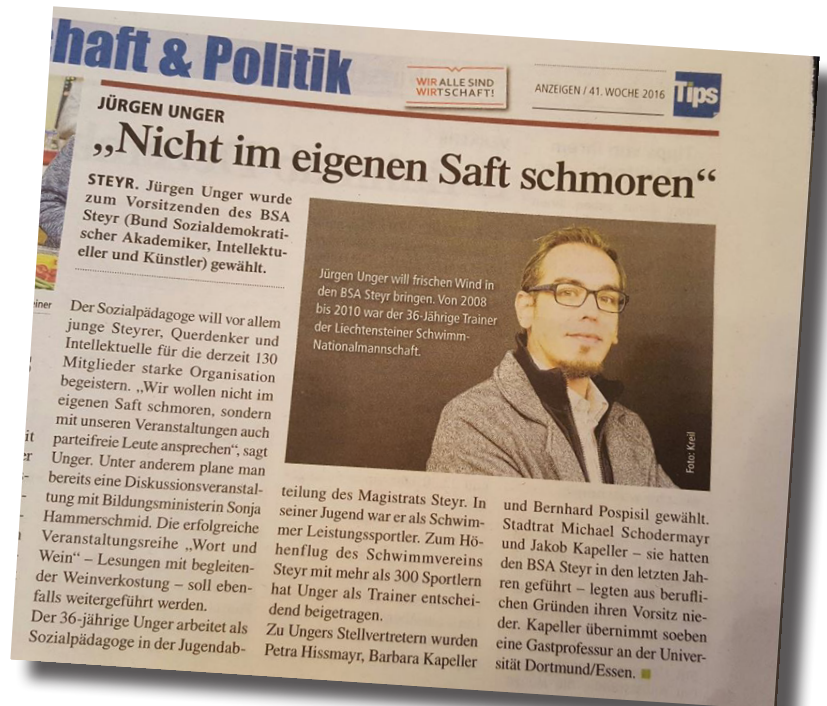 haft & Politik
WIR ALLE SIND
WIRTSCHAFT!
ANZEIGEN / 41. WOCHE 2016
Tips
JÜRGEN UNGER
„Nicht im eigenen Saft schmoren“
STEYR. Jürgen Unger wurde
zum Vorsitzenden des BSA
Steyr (Bund Sozialdemokrati-
scher Akademiker, Intellektu-
eller und Künstler) gewählt.
Jürgen Unger will frischen Wind in
den BSA Steyr bringen. Von 2008
bis 2010 war der 36-Jährige Trainer
der Liechtensteiner Schwimm-
Nationalmannschaft.
Foto: Kreil
Der Sozialpädagoge will vor allem
junge Steyrer, Querdenker und
Intellektuelle für die derzeit 130
Mitglieder starke Organisation
begeistern. „Wir wollen nicht im
eigenen Saft schmoren, sondern
mit unseren Veranstaltungen auch
parteifreie Leute ansprechen“, sagt
Unger. Unter anderem plane man
bereits eine Diskussionsveranstal-
tung mit Bildungsministerin Sonja
Hammerschmid. Die erfolgreiche
Veranstaltungsreihe „Wort und
Wein“ – Lesungen mit begleiten-
der Weinverkostung – soll eben-
falls weitergeführt werden.
Der 36-jährige Unger arbeitet als
Sozialpädagoge in der Jugendab-
teilung des Magistrats Steyr. In
seiner Jugend war er als Schwim-
mer Leistungssportler. Zum Hö-
henflug des Schwimmvereins
Steyr mit mehr als 300 Sportlern
hat Unger als Trainer entschei-
dend beigetragen.
Zu Ungers Stellvertretern wurden
Petra Hissmayr, Barbara Kapeller
und Bernhard Pospisil gewählt.
Stadtrat Michael Schodermayr
und Jakob Kapeller – sie hatten
den BSA Steyr in den letzten Jah-
ren geführt – legten aus berufli-
chen Gründen ihren Vorsitz nie-
der. Kapeller übernimmt soeben
eine Gastprofessur an der Univer-
sität Dortmund/Essen.